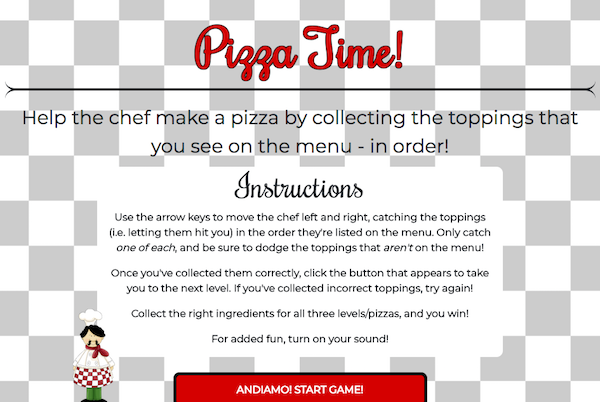 Pizza Time!
Help the chef make a pizza by collecting the toppings that
you see on the menu - in order!
Instructions
Use the arrow keys to move the chef left and right, catching the toppings
(i.e. letting them hit you) in the order they're listed on the menu. Only catch
one of each, and be sure to dodge the toppings that aren't on the menu!
Once you've collected them correctly, click the button that appears to take
you to the next level. If you've collected incorrect toppings, try again!
Collect the right ingredients for all three levels/pizzas, and you win!
For added fun, turn on your sound!
ANDIAMO! START GAME!